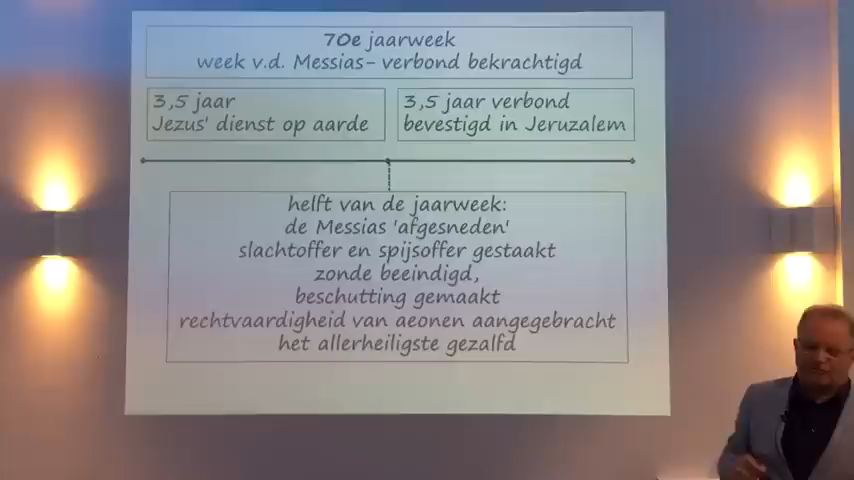 70e jaarweek
week v.d. Messias- verbond bekrachtigd
3,5 jaar
Jezus' dienst op aarde
3,5 jaar verbond
bevestigd in Jeruzalem
helft van de jaarweek:
de Messias 'afgesneden'
slachtoffer en spijsoffer gestaakt
zonde beeindigd,
beschutting gemaakt
rechtvaardigheid van aeonen aangegebracht
het allerheiligste gezalfd